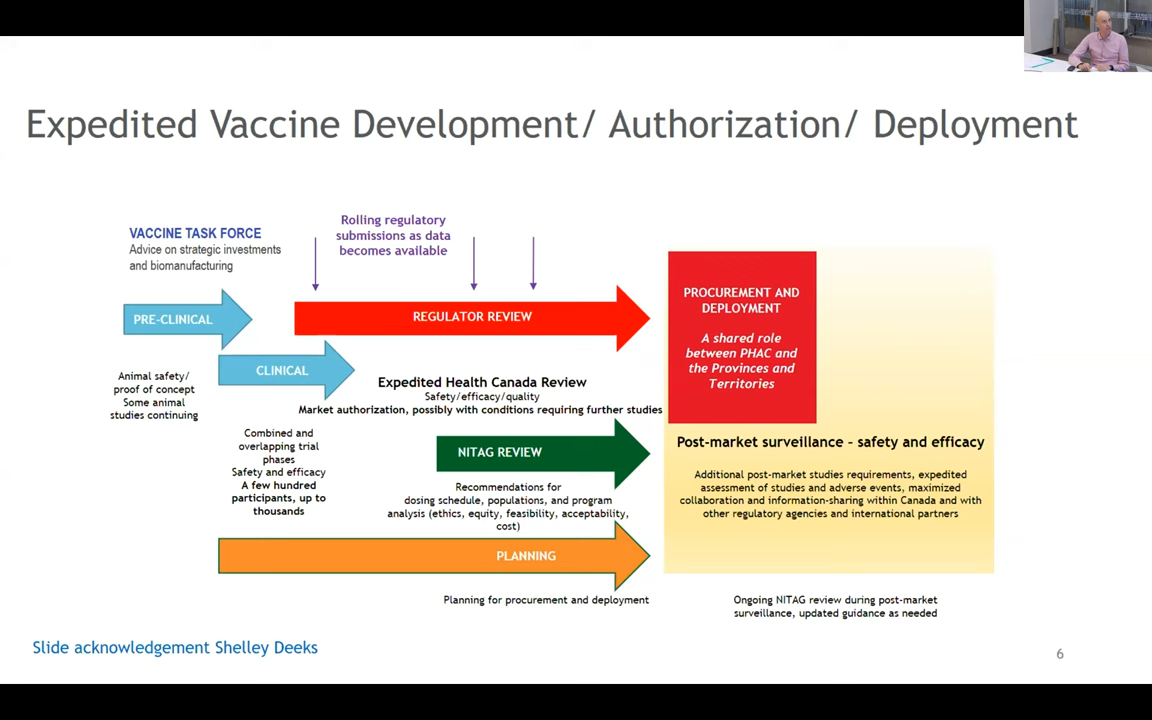 Expedited Vaccine Development/ Authorization/ Deployment
VACCINE TASK FORCE
Advice on strategic investments
and biomanufacturing
Rolling regulatory
submissions as data
becomes available
PRE-CLINICAL
Animal safety/
proof of concept
Some animal
studies continuing
CLINICAL
Combined and
overlapping trial
phases
Safety and efficacy
A few hundred
participants, up to
thousands
REGULATOR REVIEW
Expedited Health Canada Review
Safety/efficacy/quality
Market authorization, possibly with conditions requiring further studies
NITAG REVIEW
Recommendations for
dosing schedule, populations, and program
analysis (ethics, equity, feasibility, acceptability,
cost)
PLANNING
Planning for procurement and deployment
PROCUREMENT AND
DEPLOYMENT
A shared role
between PHAC and
the Provinces and
Territories
Post-market surveillance – safety and efficacy
Additional post-market studies requirements, expedited
assessment of studies and adverse events, maximized
collaboration and information-sharing within Canada and with
other regulatory agencies and international partners
Ongoing NITAG review during post-market
surveillance, updated guidance as needed
Slide acknowledgement Shelley Deeks
6